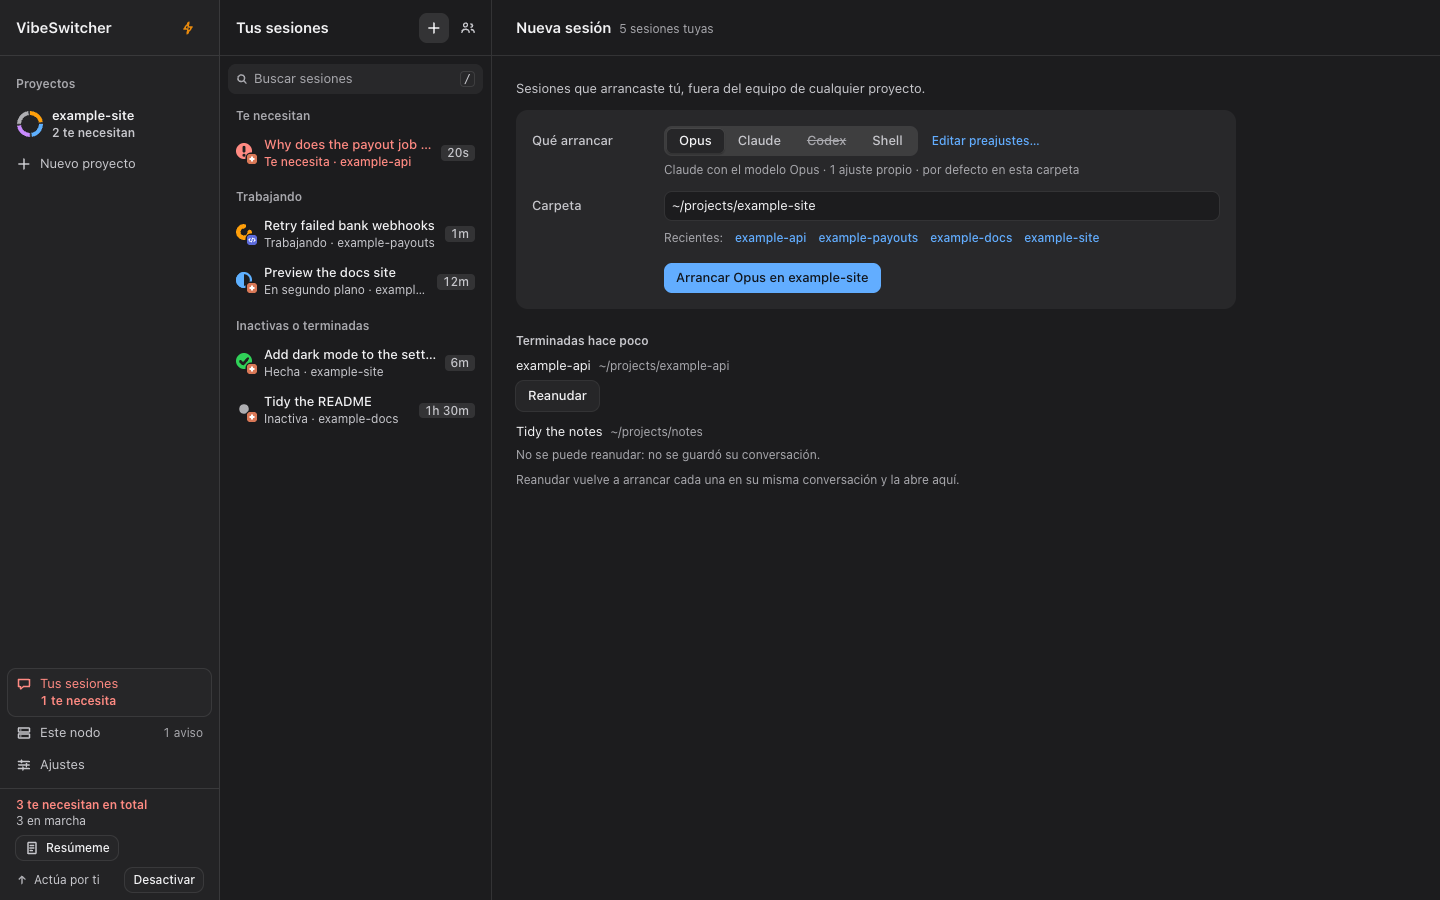 VibeSwitcher
Proyectos
example-site
2 te necesitan
Nuevo proyecto
Tus sesiones
1 te necesita
Este nodo 1 aviso
Ajustes
3 te necesitan en total
3 en marcha
Resúmeme
Actúa por ti Desactivar
Tus sesiones
Buscar sesiones /
Te necesitan
Why does the payout job ... 20s
Te necesita · example-api
Trabajando
Retry failed bank webhooks 1m
Trabajando · example-payouts
Preview the docs site 12m
En segundo plano · exampl...
Inactivas o terminadas
Add dark mode to the sett... 6m
Hecha · example-site
Tidy the README 1h 30m
Inactiva · example-docs
Nueva sesión 5 sesiones tuyas
Sesiones que arrancaste tú, fuera del equipo de cualquier proyecto.
Qué arrancar Opus Claude Codex Shell Editar preajustes...
Claude con el modelo Opus · 1 ajuste propio · por defecto en esta carpeta
Carpeta ~/projects/example-site
Recientes: example-api example-payouts example-docs example-site
Arrancar Opus en example-site
Terminadas hace poco
example-api ~/projects/example-api
Reanudar
Tidy the notes ~/projects/notes
No se puede reanudar: no se guardó su conversación.
Reanudar vuelve a arrancar cada una en su misma conversación y la abre aquí.